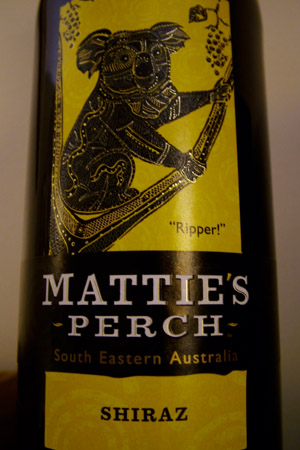 "Ripper!"
MATTIE'S
PERCH
South Eastern Australia
SHIRAZ